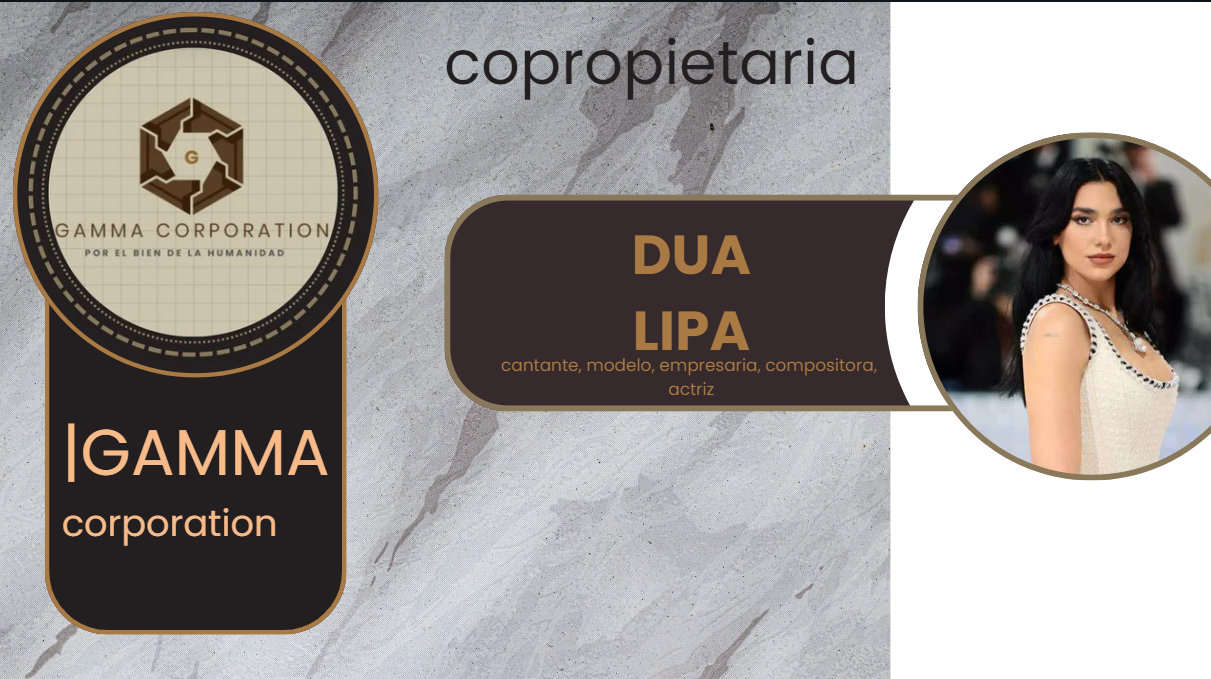 G
GAMMA CORPORATION
POR EL BIEN DE LA HUMANIDAD
|GAMMA
corporation
copropietaria
DUA
LIPA
cantante, modelo, empresaria, compositora,
actriz